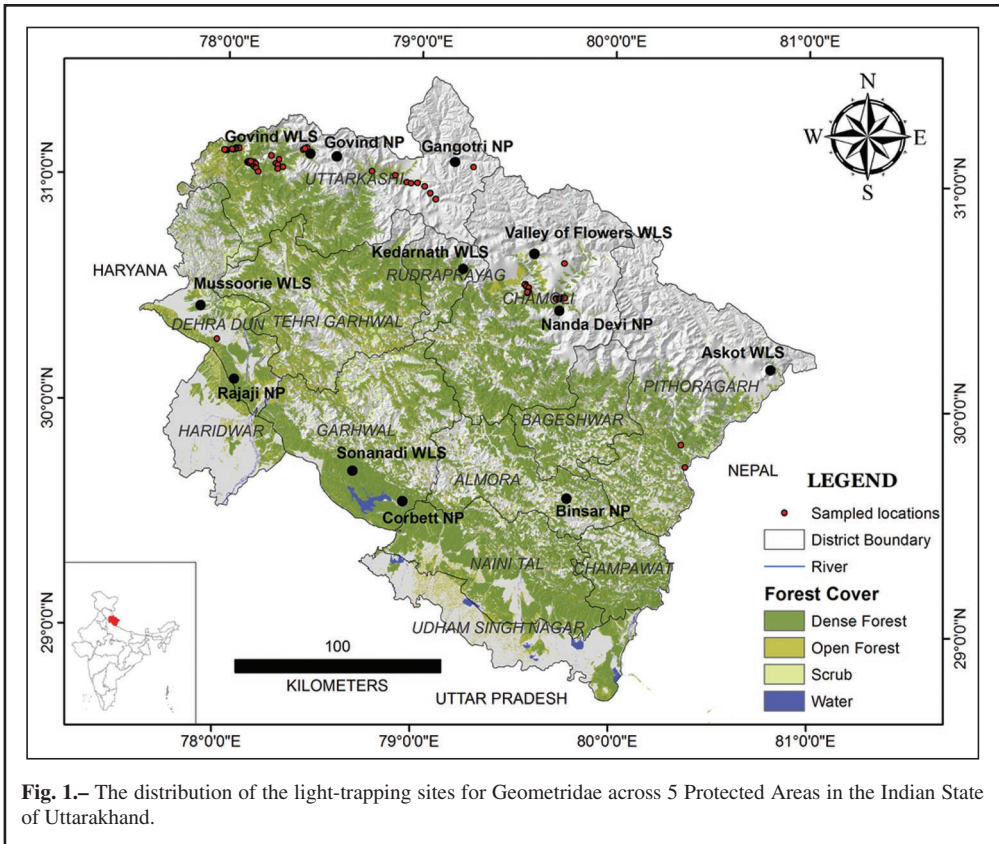 78°0'0"E 79°0'0"E 80°0'0"E 81°0'0"E
N
W E
S
31°0'0"N
31°0'0"N
Govind WLS
Govind NP
Gangotri NP
UTTARKASHI
Valley of Flowers WLS
Kedarnath WLS
RUDRAPRAYAG
HARYANA
Mussoorie WLS
CHAMOLI
DEHRA DUN
TEHRI GARHWAL
Nanda Devi NP
Askot WLS
PITHORAGARH
Rajaji NP
30°0'0"N
30°0'0"N
HARIDWAR
GARHWAL
BAGESHWAR
Sonanadi WLS
ALMORA
NEPAL
Corbett NP
Binsar NP
NAINI TAL
CHAMPAWAT
UDHAM SINGH NAGAR
29°0'0"N
29°0'0"N
100
KILOMETERS
UTTAR PRADESH
LEGEND
Sampled locations
District Boundary
River
Forest Cover
Dense Forest
Open Forest
Scrub
Water
78°0'0"E 79°0'0"E 80°0'0"E 81°0'0"E
Fig. 1.– The distribution of the light-trapping sites for Geometridae across 5 Protected Areas in the Indian State
of Uttarakhand.